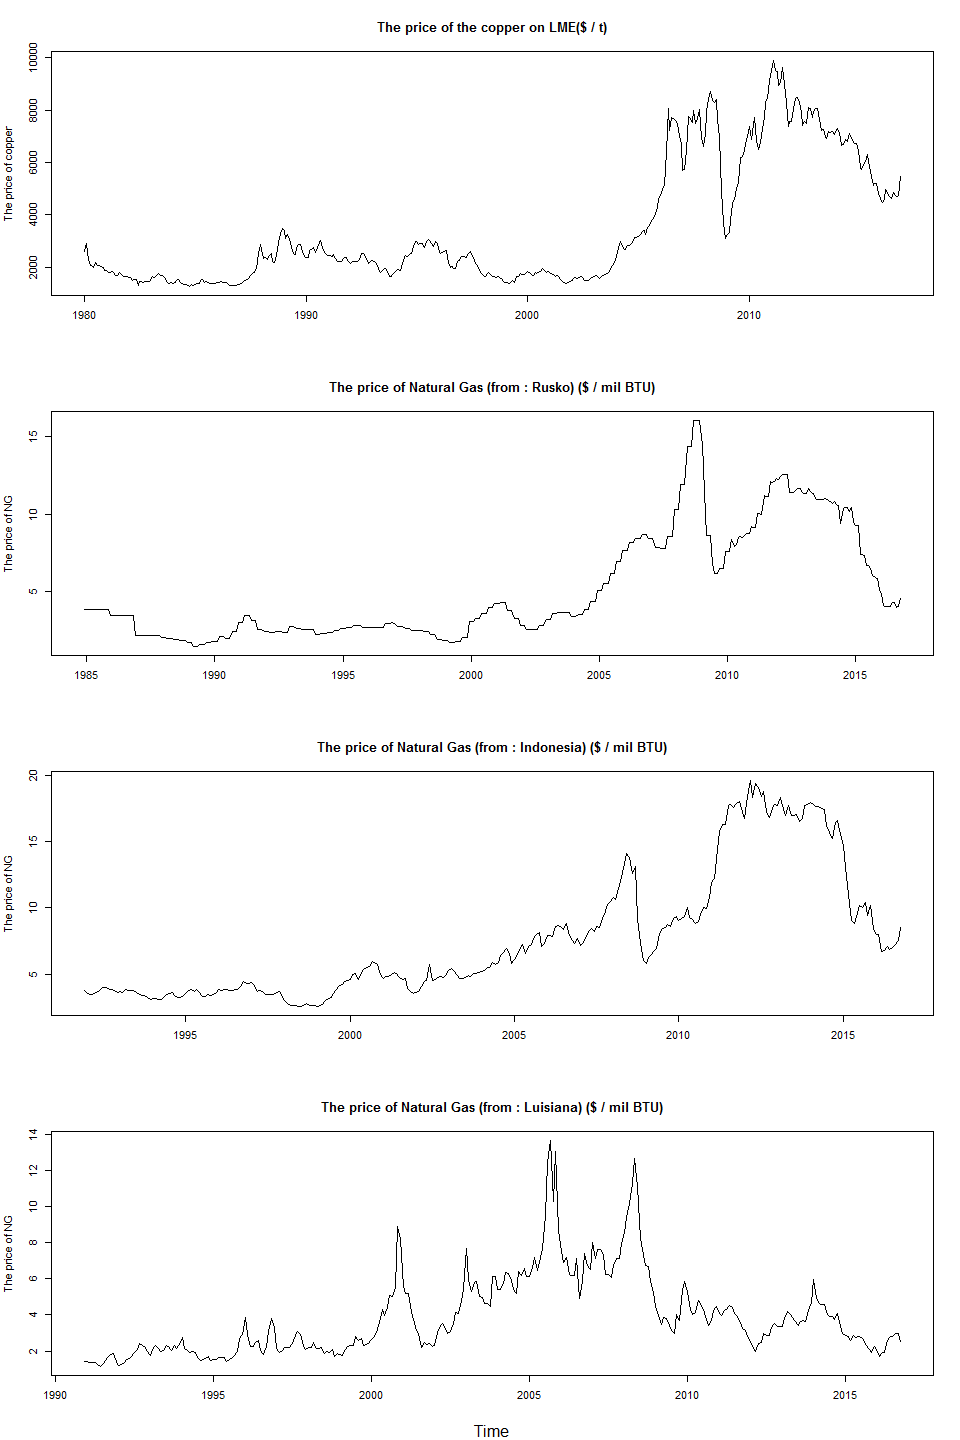 The price of the copper on LME($ / t)
The price of copper
10000
8000
6000
4000
2000
1980 1990 2000 2010
The price of Natural Gas (from : Rusko) ($ / mil BTU)
The price of NG
15
10
5
1985 1990 1995 2000 2005 2010 2015
The price of Natural Gas (from : Indonesia) ($ / mil BTU)
The price of NG
20
15
10
5
1995 2000 2005 2010 2015
The price of Natural Gas (from : Luisiana) ($ / mil BTU)
The price of NG
14
12
10
8
6
4
2
1990 1995 2000 2005 2010 2015
Time